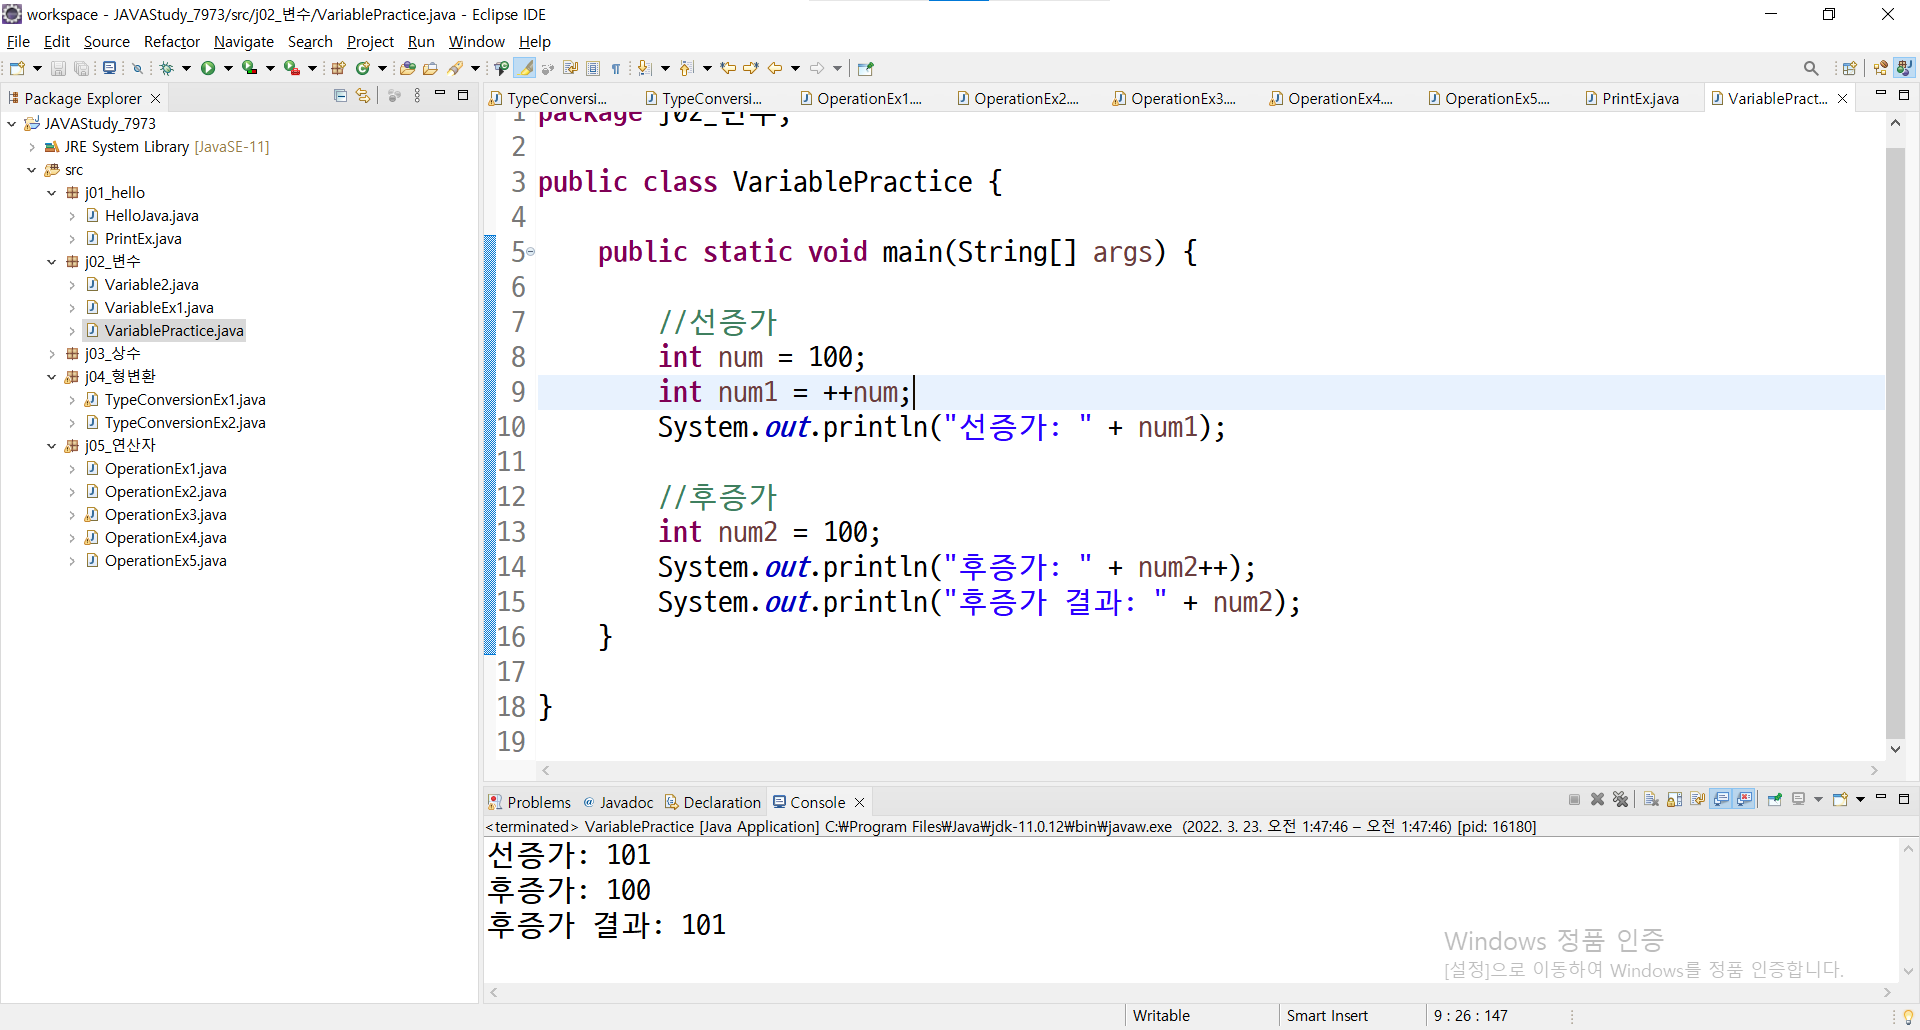 workspace - JAVAStudy_7973/src/j02_변수/VariablePractice.java - Eclipse IDE
File Edit Source Refactor Navigate Search Project Run Window Help
Package Explorer
JAVAStudy_7973
JRE System Library [JavaSE-11]
src
j01_hello
HelloJava.java
PrintEx.java
j02_변수
Variable2.java
VariableEx1.java
VariablePractice.java
j03_상수
j04_형변환
TypeConversionEx1.java
TypeConversionEx2.java
j05_연산자
OperationEx1.java
OperationEx2.java
OperationEx3.java
OperationEx4.java
OperationEx5.java
TypeConversi... TypeConversi... OperationEx1.... OperationEx2.... OperationEx3.... OperationEx4.... OperationEx5.... PrintEx.java VariablePract...
1 package j02_변수;
2
3 public class VariablePractice {
4
5 public static void main(String[] args) {
6
7 //선증가
8 int num = 100;
9 int num1 = ++num;
10 System.out.println("선증가: " + num1);
11
12 //후증가
13 int num2 = 100;
14 System.out.println("후증가: " + num2++);
15 System.out.println("후증가 결과: " + num2);
16 }
17
18 }
19
Problems @ Javadoc Declaration Console
<terminated> VariablePractice [Java Application] C:₩Program Files₩Java₩jdk-11.0.12₩bin₩javaw.exe (2022. 3. 23. 오전 1:47:46 – 오전 1:47:46) [pid: 16180]
선증가: 101
후증가: 100
후증가 결과: 101
Windows 정품 인증
[설정]으로 이동하여 Windows를 정품 인증합니다.
Writable Smart Insert 9 : 26 : 147